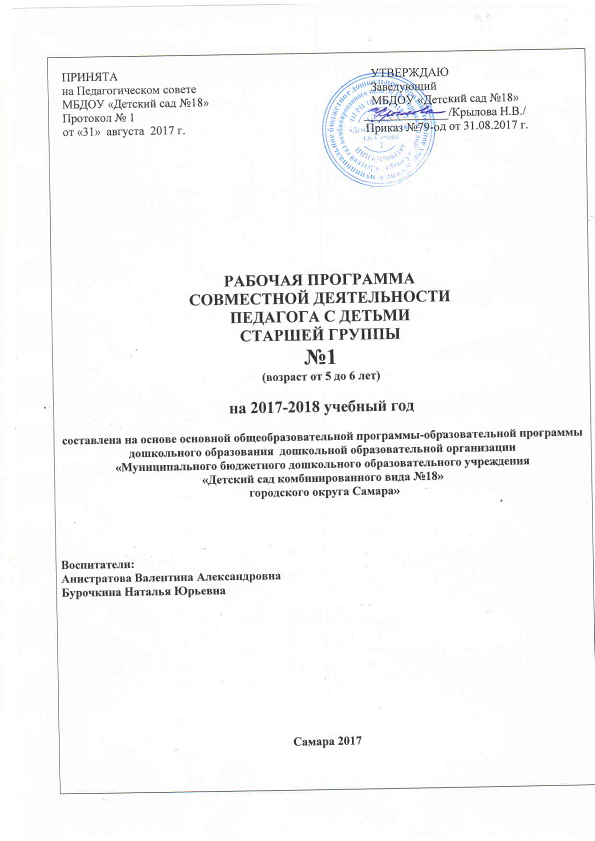 ПРИНЯТА
на Педагогическом совете
МБДОУ «Детский сад №18»
Протокол № 1
от «31» августа 2017 г.
УТВЕРЖДАЮ
Заведующий
МБДОУ «Детский сад №18»
/Крылова Н.В./
Приказ №79-од от 31.08.2017 г.
РАБОЧАЯ ПРОГРАММА
СОВМЕСТНОЙ ДЕЯТЕЛЬНОСТИ
ПЕДАГОГА С ДЕТЬМИ
СТАРШЕЙ ГРУППЫ
№1
(возраст от 5 до 6 лет)
на 2017-2018 учебный год
составлена на основе основной общеобразовательной программы-образовательной программы
дошкольного образования дошкольной образовательной организации
«Муниципального бюджетного дошкольного образовательного учреждения
«Детский сад комбинированного вида №18»
городского округа Самара»
Воспитатели:
Анистратова Валентина Александровна
Бурочкина Наталья Юрьевна
Самара 2017